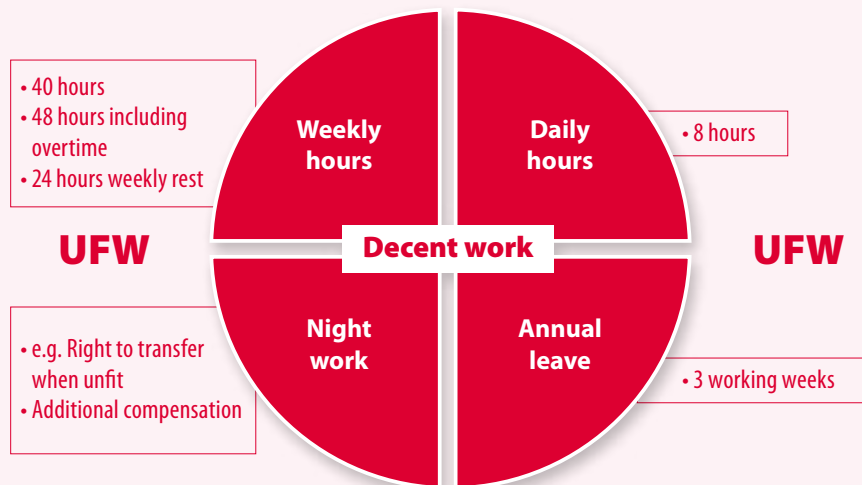 • 40 hours
• 48 hours including
overtime
• 24 hours weekly rest
Weekly
hours
Daily
hours
• 8 hours
UFW
Decent work
UFW
• e.g. Right to transfer
when unfit
• Additional compensation
Night
work
Annual
leave
• 3 working weeks